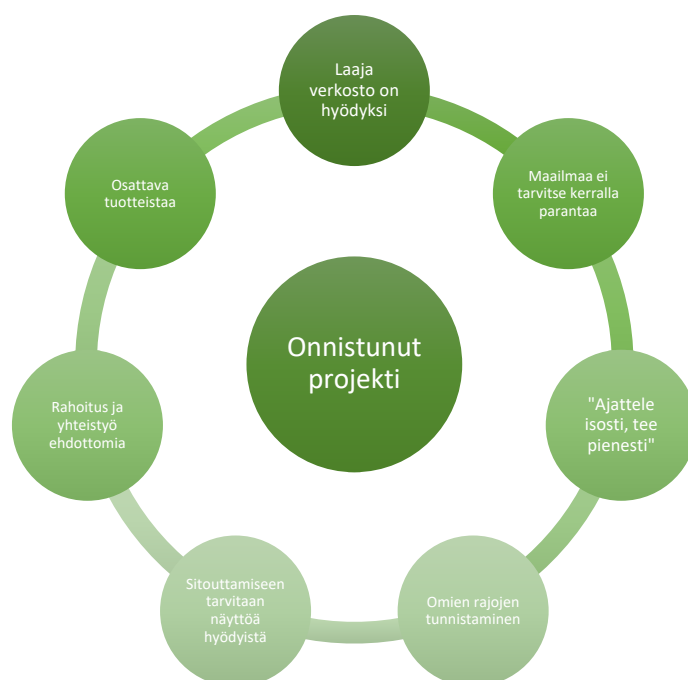 Laaja
verkosto on
hyödyksi
Maailmaa ei
tarvitse kerralla
parantaa
"Ajattele
isosti, tee
pienesti"
Omien rajojen
tunnistaminen
Sitouttamiseen
tarvitaan
näyttöä
hyödyistä
Rahoitus ja
yhteistyö
ehdottomia
Osattava
tuotteistaa
Onnistunut
projekti